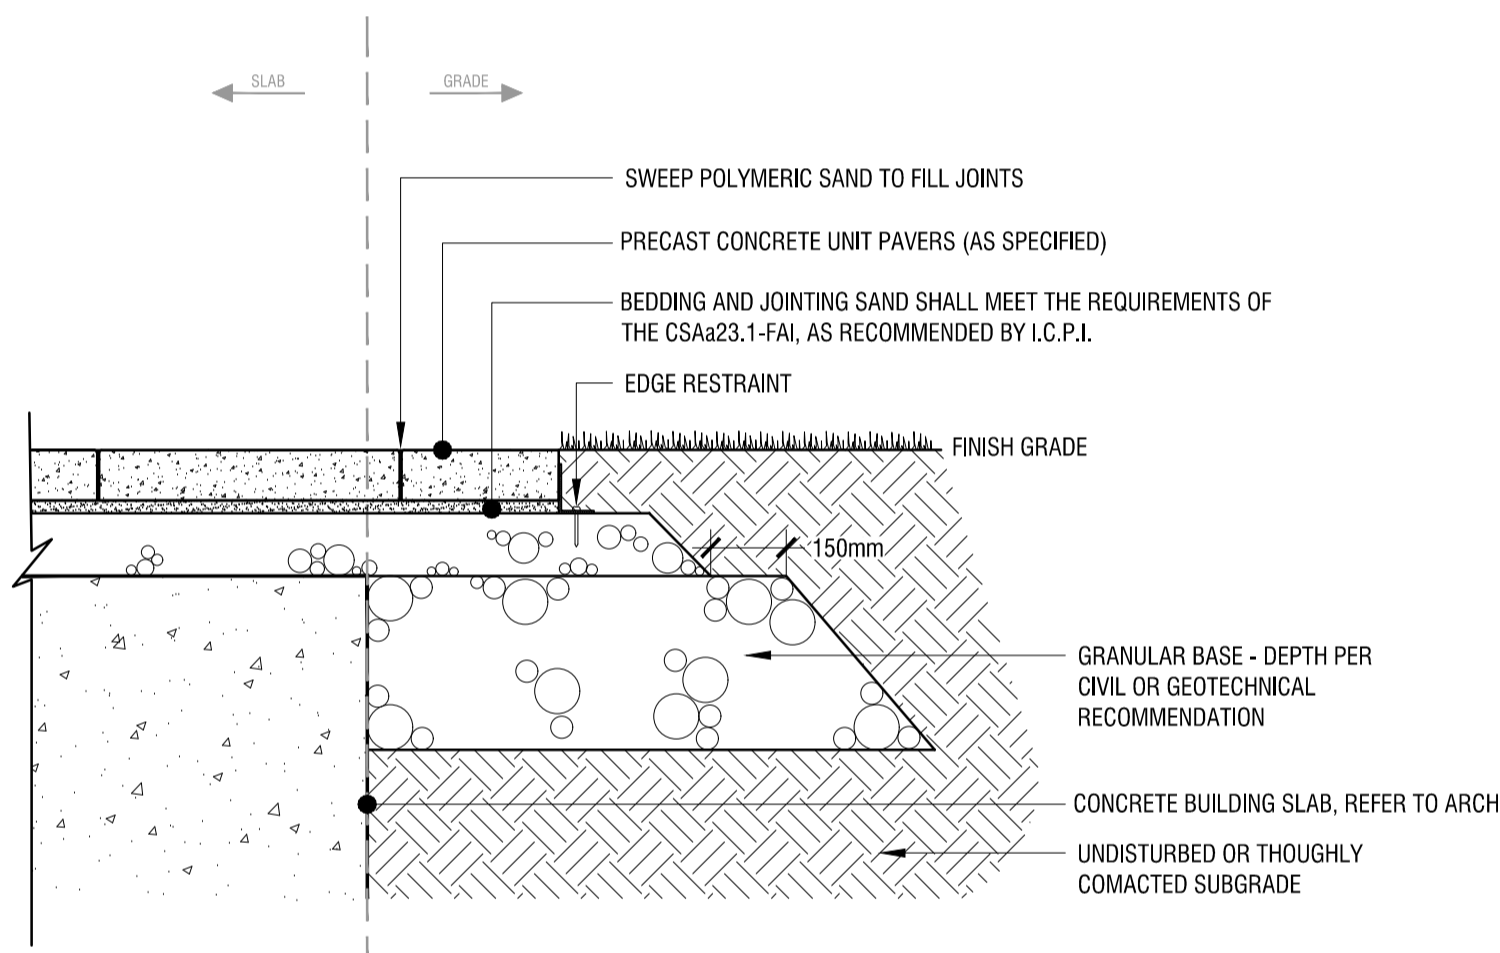 SLAB
GRADE
SWEEP POLYMERIC SAND TO FILL JOINTS
PRECAST CONCRETE UNIT PAVERS (AS SPECIFIED)
BEDDING AND JOINTING SAND SHALL MEET THE REQUIREMENTS OF
THE CSAa23.1-FAI, AS RECOMMENDED BY I.C.P.I.
EDGE RESTRAINT
FINISH GRADE
150mm
GRANULAR BASE - DEPTH PER
CIVIL OR GEOTECHNICAL
RECOMMENDATION
CONCRETE BUILDING SLAB, REFER TO ARCH
UNDISTURBED OR THOUGHLY
COMACTED SUBGRADE